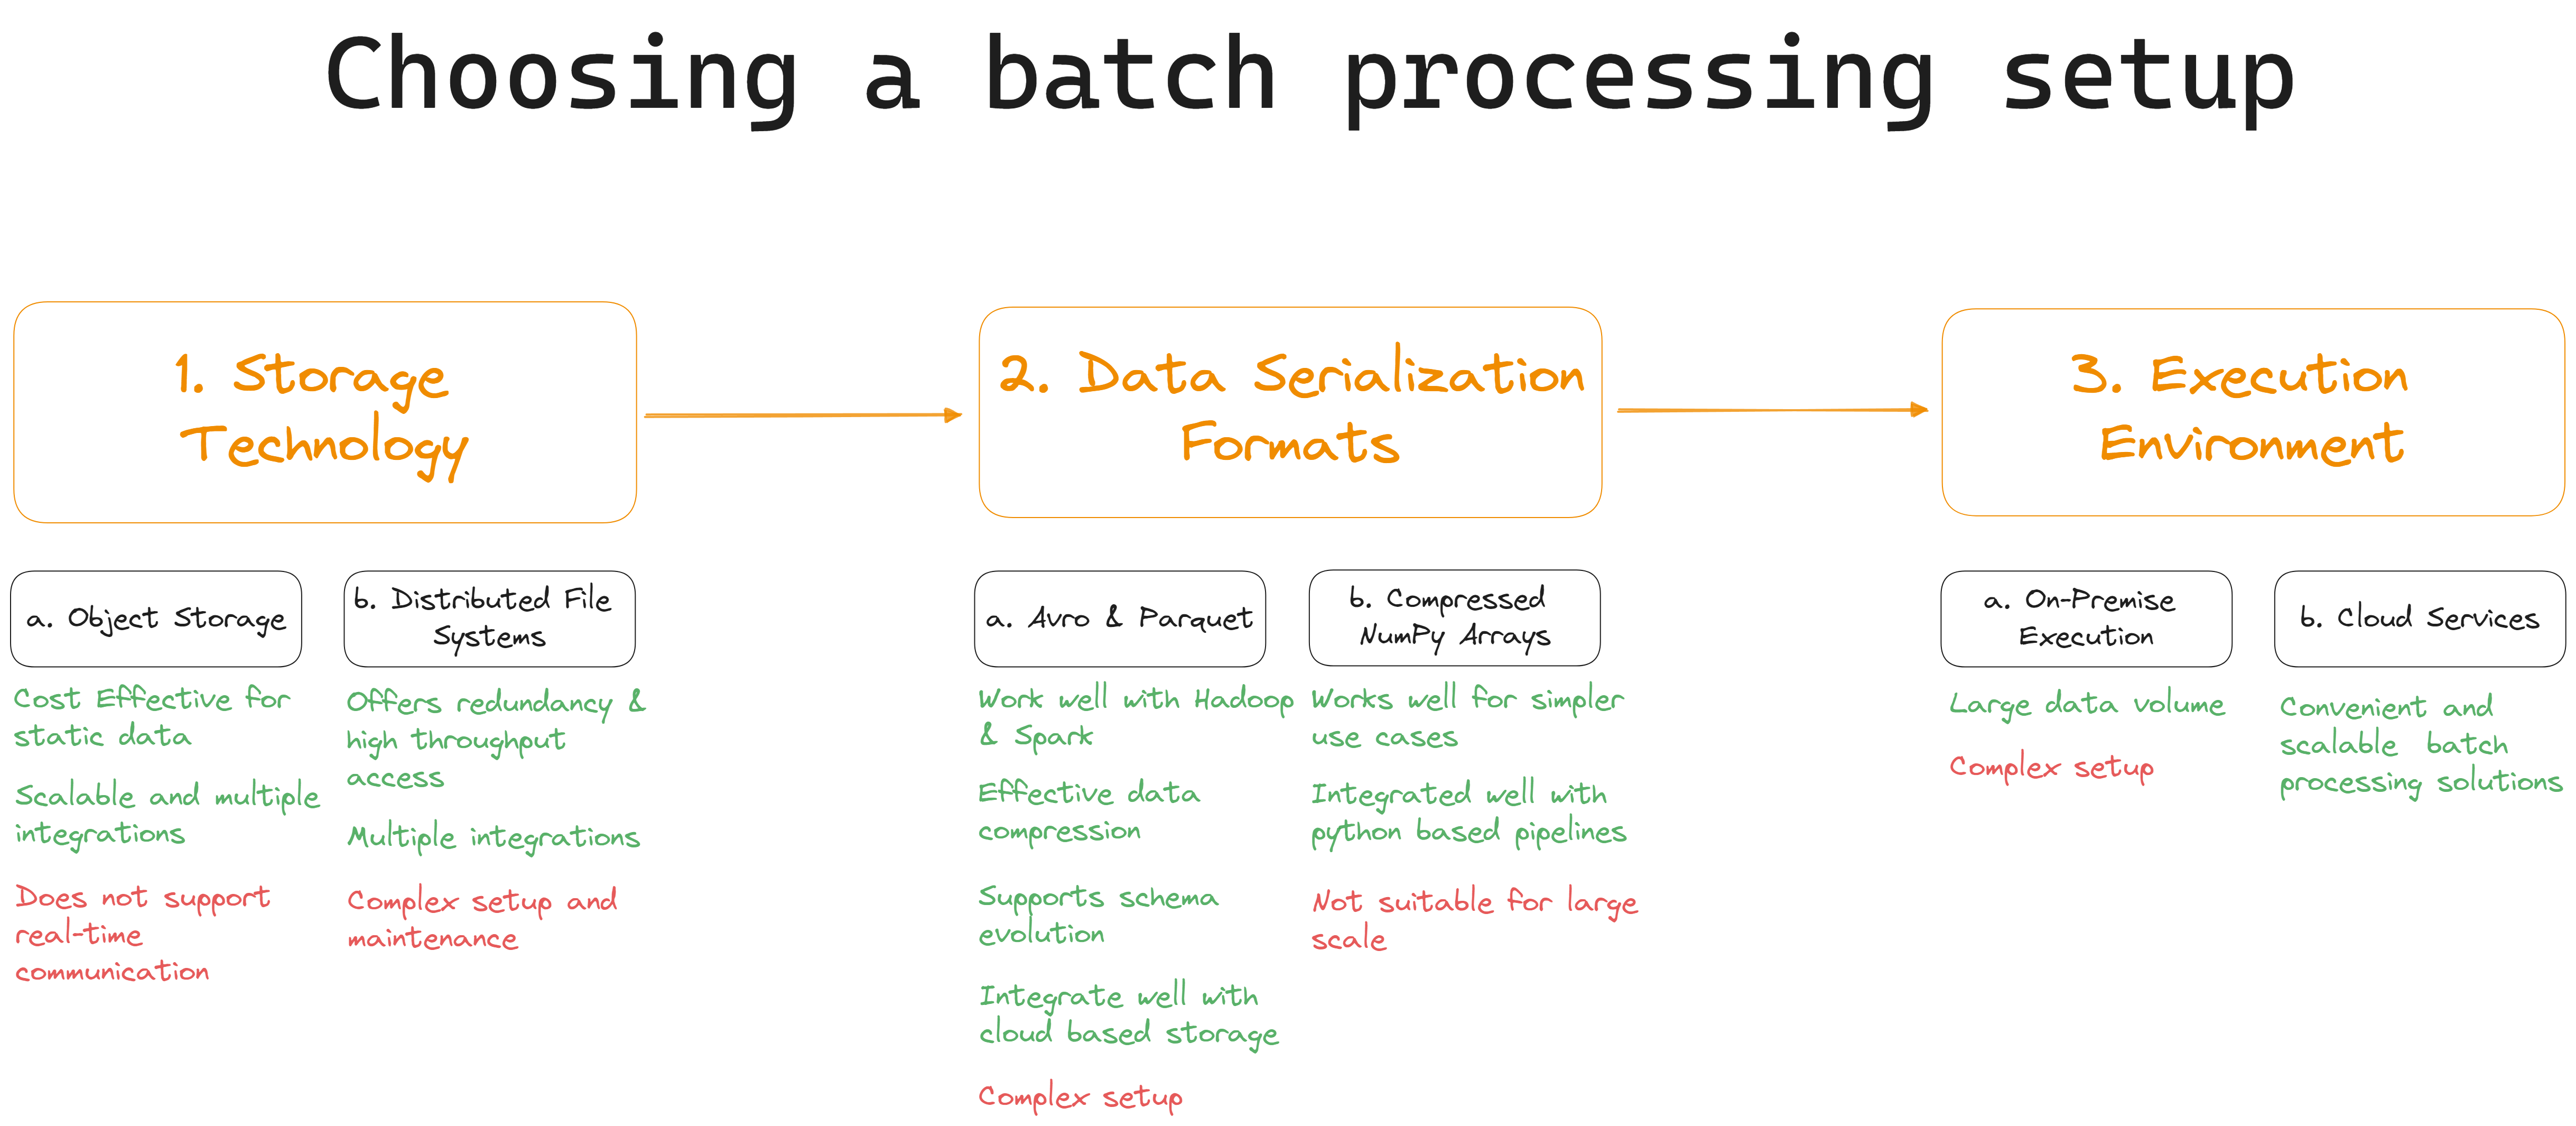 Choosing a batch processing setup
1. Storage
Technology
2. Data Serialization
Formats
3. Execution
Environment
a. Object Storage
Cost Effective for
static data
Scalable and multiple
integrations
Does not support
real-time
communication
b. Distributed File
Systems
Offers redundancy &
high throughput
access
Multiple integrations
Complex setup and
maintenance
a. Avro & Parquet
Work well with Hadoop
& Spark
Effective data
compression
Supports schema
evolution
Integrate well with
cloud based storage
Complex setup
b. Compressed
NumPy Arrays
Works well for simpler
use cases
Integrated well with
python based pipelines
Not suitable for large
scale
a. On-Premise
Execution
Large data volume
Complex setup
b. Cloud Services
Convenient and
scalable batch
processing solutions